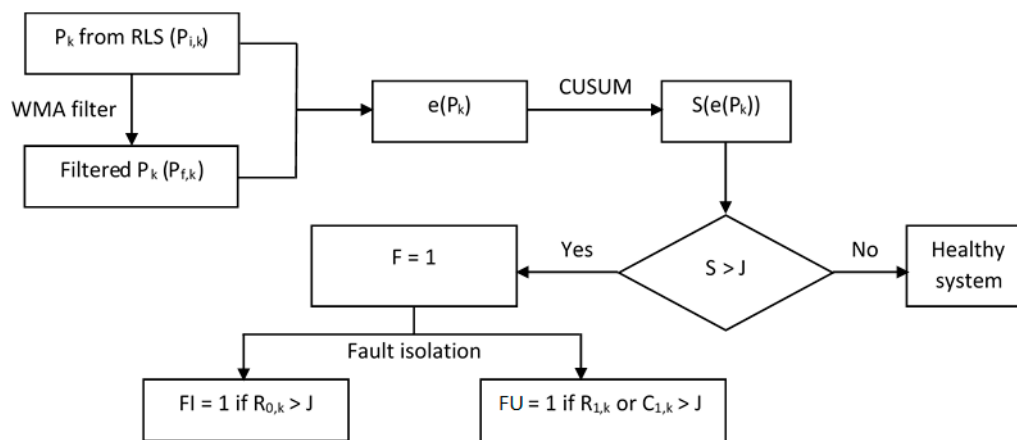 Pk from RLS (Pi,k)
WMA filter
Filtered Pk (Pf,k)
e(Pk)
CUSUM
S(e(Pk))
S > J
Yes
No
F = 1
Healthy
system
Fault isolation
FI = 1 if R0,k > J
FU = 1 if R1,k or C1,k > J